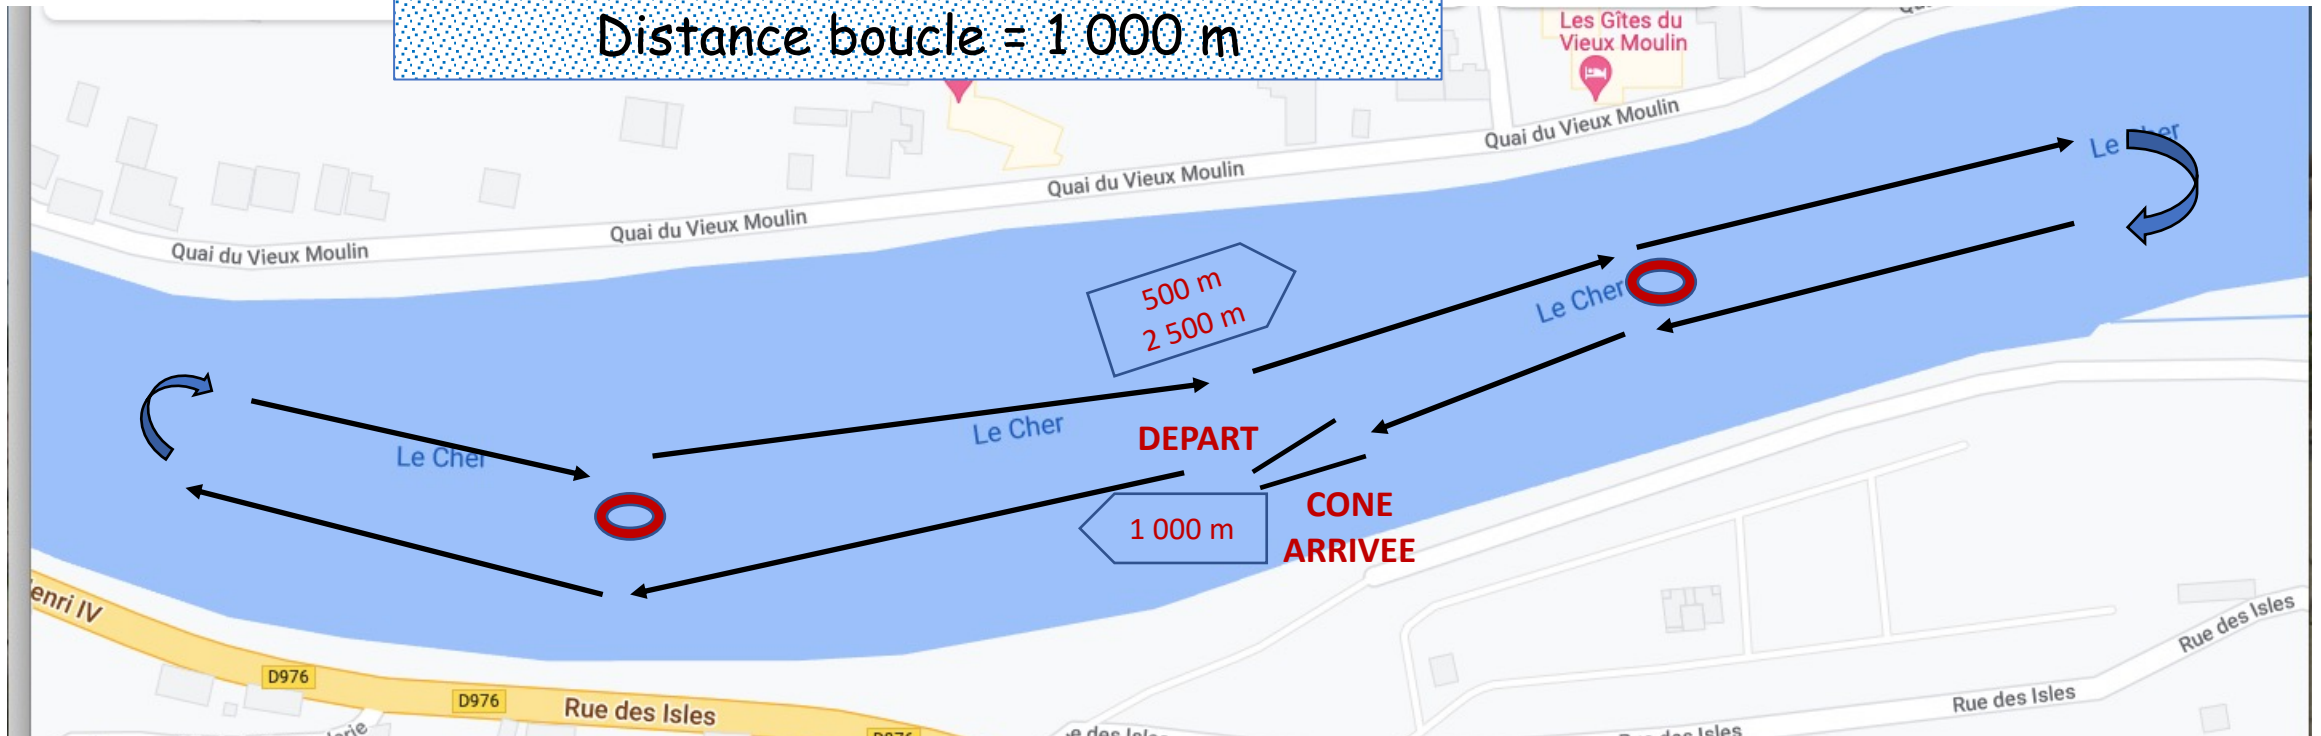 Distance boucle = 1 000 m
Les Gîtes du
Vieux Moulin
Quai du Vieux Moulin
Quai du Vieux Moulin
Quai du Vieux Moulin
Quai du Vieux Moulin
Le
500 m
2 500 m
Le Cher
Le Cher
Le Cher
DEPART
1 000 m
CONE
ARRIVEE
enri IV
D976
D976
Rue des Isles
D976
Rue des Isles
Rue des Isles